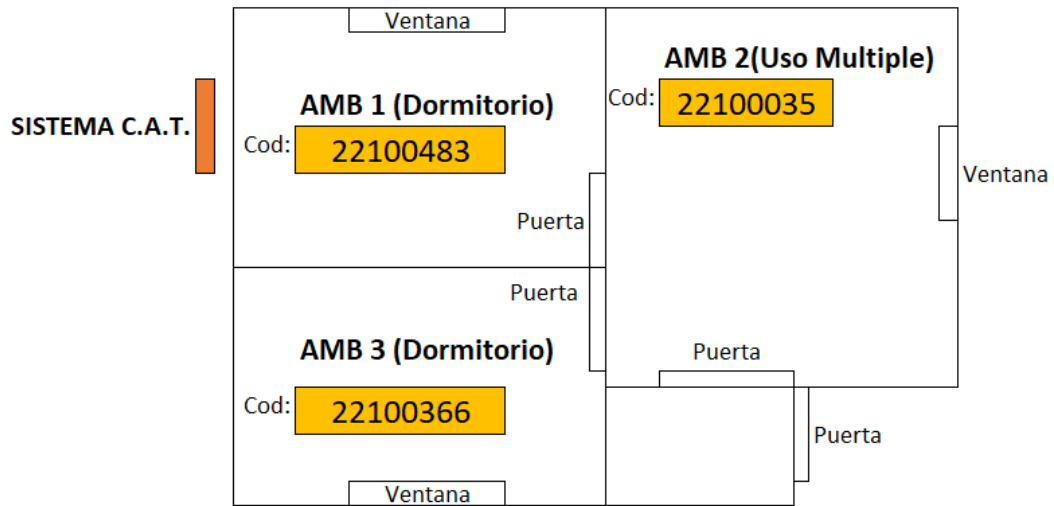 Ventana
AMB 2(Uso Multiple)
Cod: 22100035
SISTEMA C.A.T.
AMB 1 (Dormitorio)
Cod: 22100483
Ventana
Puerta
Puerta
AMB 3 (Dormitorio)
Cod: 22100366
Puerta
Puerta
Ventana